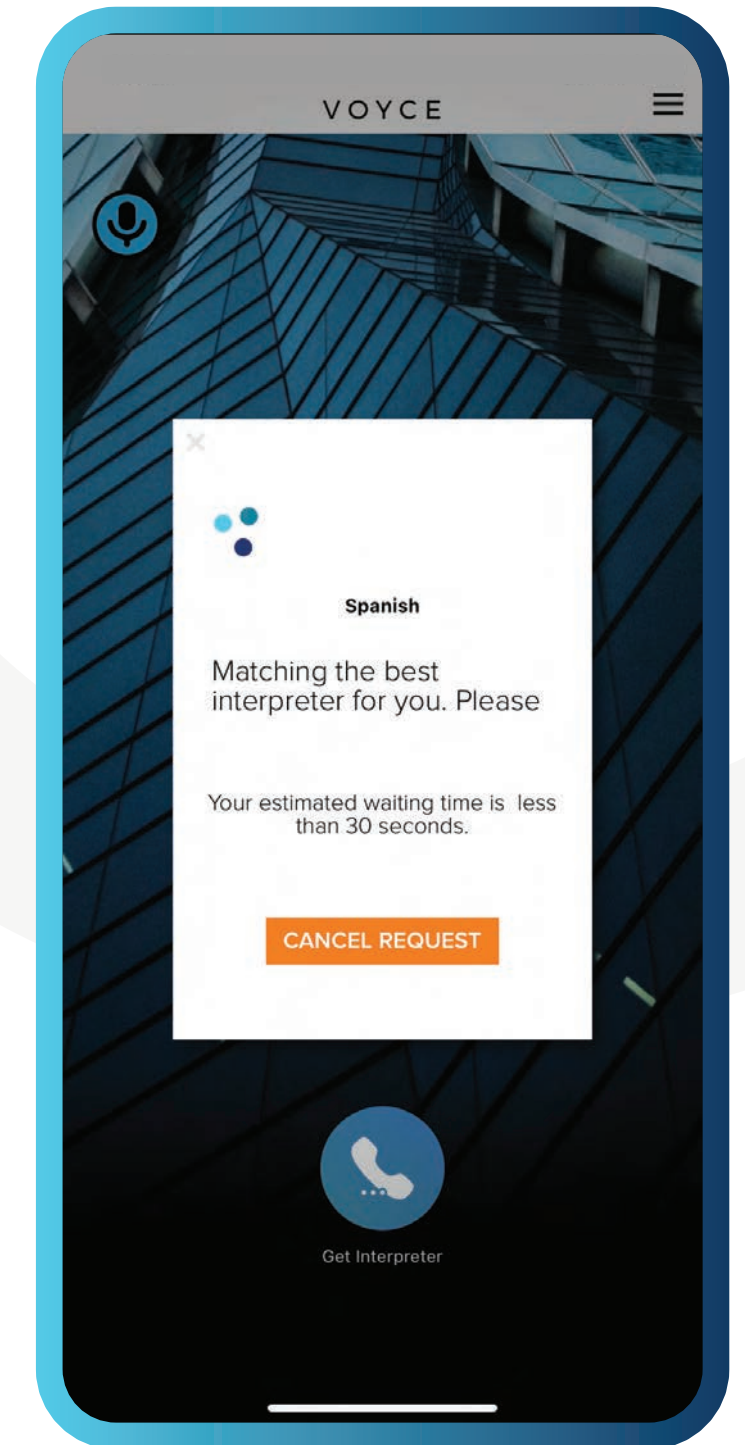 VOYCE
Spanish
Matching the best
interpreter for you. Please
Your estimated waiting time is less
than 30 seconds.
CANCEL REQUEST
Get Interpreter